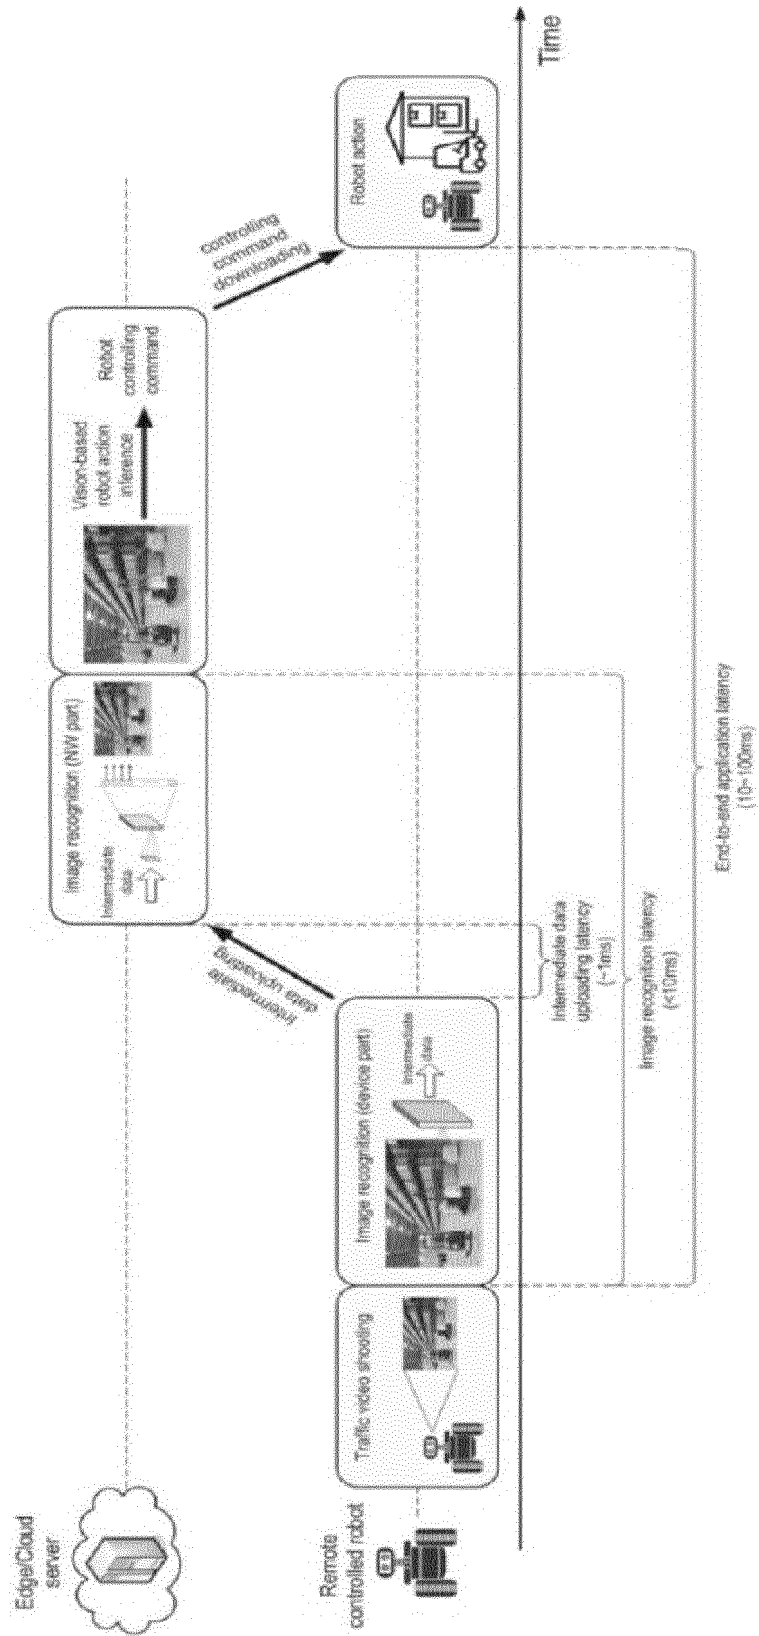 Edge/Cloud
server
Image recognition (NW part)
Intermediate
data
Vision-based
robot action
inference
Robot
controlling
command
Intermediate
data uploading
controlling
command
downloading
Remote
controlled robot
Traffic video shooting
Image recognition (device part)
Intermediate
data
Robot action
Time
Intermediate data
uploading latency
(~1ms)
Image recognition latency
(<10ms)
End-to-end application latency
(10~100ms)